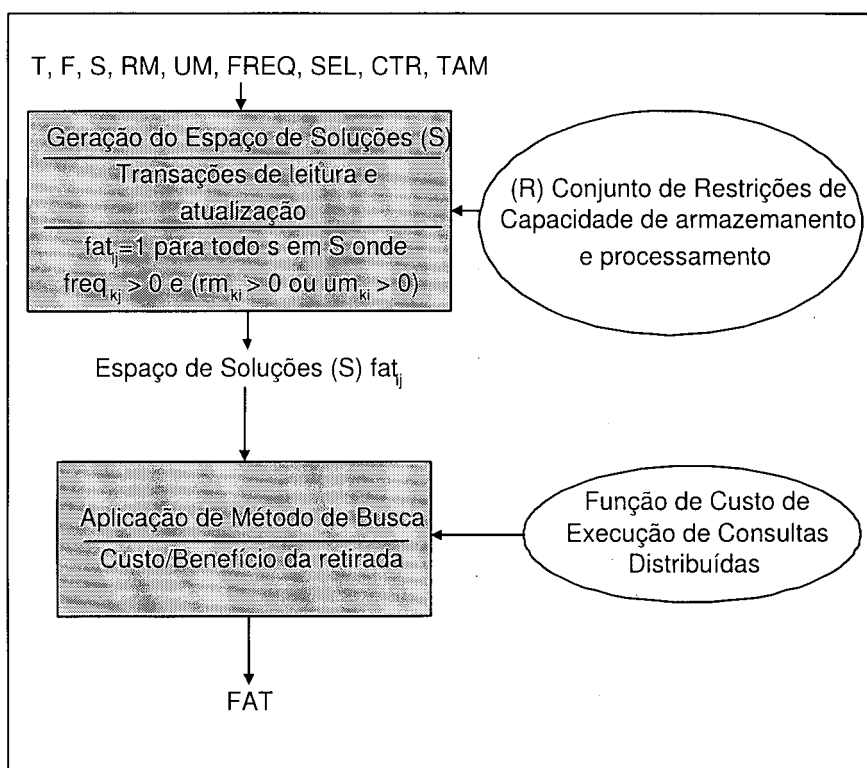 T, F, S, RM, UM, FREQ, SEL, CTR, TAM
Geração do Espaço de Soluções (S)
Transações de leitura e
atualização
fat_ij=1 para todo s em S onde
freq_kj > 0 e (rm_ki > 0 ou um_ki > 0)
(R) Conjunto de Restrições de
Capacidade de armazemanento
e processamento
Espaço de Soluções (S) fat_ij
Aplicação de Método de Busca
Custo/Benefício da retirada
Função de Custo de
Execução de Consultas
Distribuídas
FAT